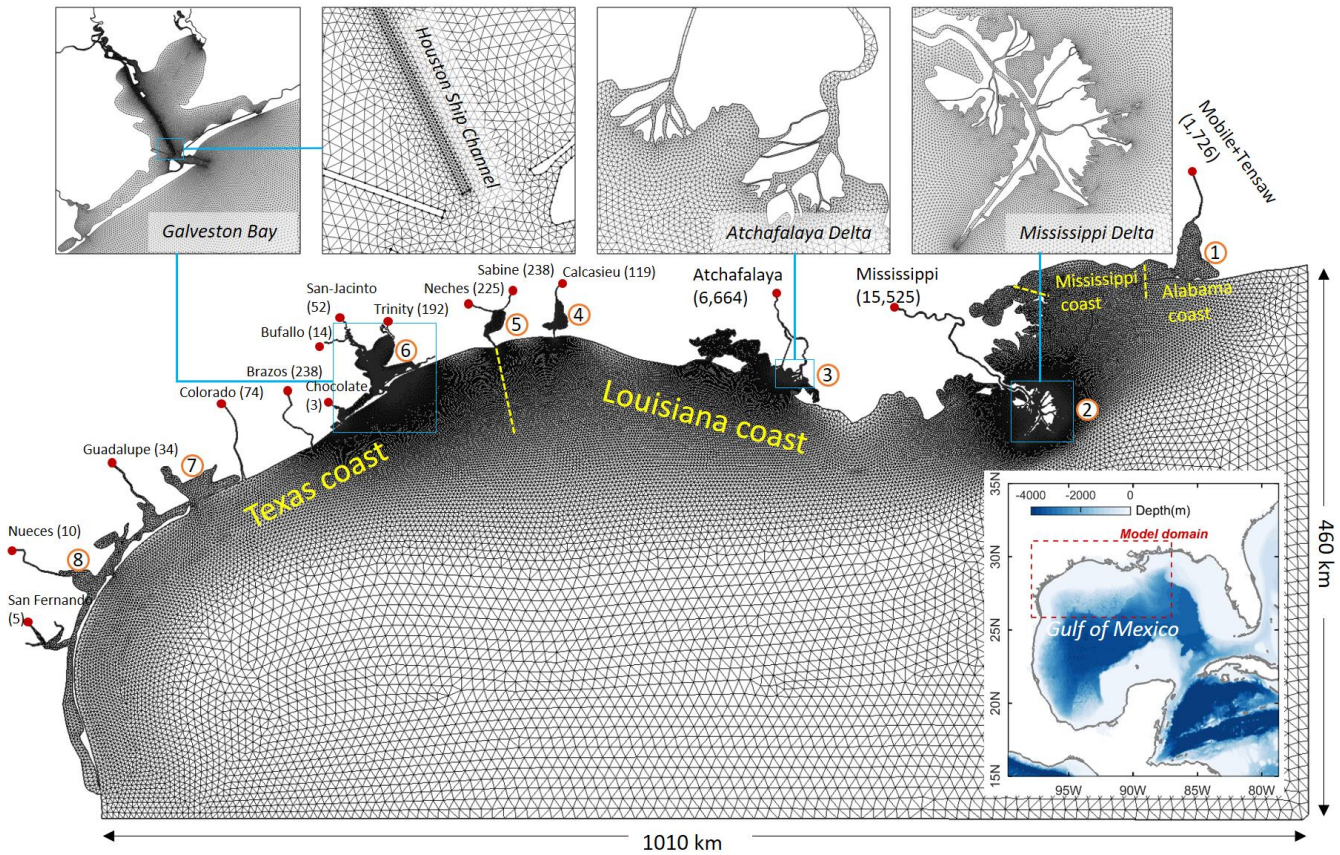 Galveston Bay
Houston Ship Channel
Atchafalaya Delta
Mississippi Delta
Mobile+Tensaw
(1,726)
1
Mississippi
coast
Alabama
coast
Sabine (238)
Neches (225)
Calcasieu (119)
5
4
Atchafalaya
(6,664)
3
Mississippi
(15,525)
2
San-Jacinto
(52)
Trinity (192)
Bufallo (14)
6
Brazos (238)
Chocolate
(3)
Colorado (74)
Guadalupe (34)
7
Nueces (10)
8
San Fernando
(5)
Texas coast
Louisiana coast
35N
30N
25N
20N
15N
-4000
-2000
0
Depth(m)
Model domain
Gulf of Mexico
95W
90W
85W
80W
460 km
1010 km